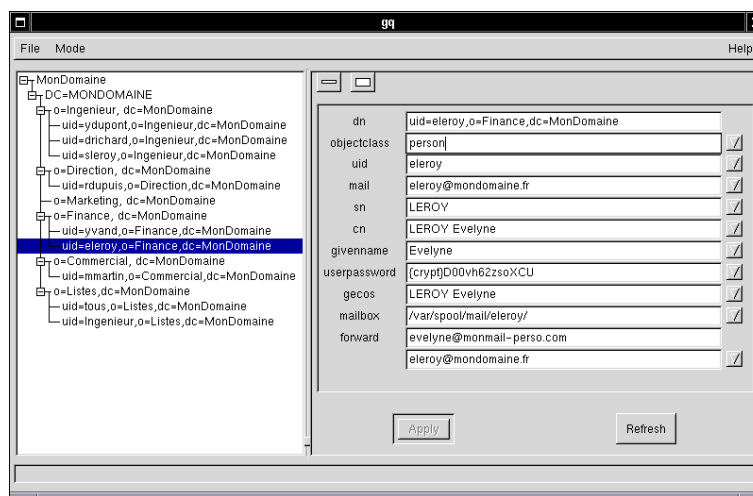 gq
File Mode Help
MonDomaine
DC=MONDOMAINE
o=Ingenieur, dc=MonDomaine
uid=ydupont,o=Ingenieur,dc=MonDomaine
uid=drichard,o=Ingenieur,dc=MonDomaine
uid=sleroy,o=Ingenieur,dc=MonDomaine
o=Direction, dc=MonDomaine
uid=rdupuis,o=Direction,dc=MonDomaine
o=Marketing, dc=MonDomaine
o=Finance, dc=MonDomaine
uid=yvand,o=Finance,dc=MonDomaine
uid=eleroy,o=Finance,dc=MonDomaine
o=Commercial, dc=MonDomaine
uid=mmartin,o=Commercial,dc=MonDomaine
o=Listes,dc=MonDomaine
uid=tous,o=Listes,dc=MonDomaine
uid=Ingenieur,o=Listes,dc=MonDomaine
dn uid=eleroy,o=Finance,dc=MonDomaine
objectclass person
uid eleroy
mail eleroy@mondomaine.fr
sn LEROY
cn LEROY Evelyne
givenname Evelyne
userpassword {crypt}D00vh62zsoXCU
gecos LEROY Evelyne
mailbox /var/spool/mail/eleroy/
forward evelyne@monmail-perso.com
eleroy@mondomaine.fr
Apply Refresh